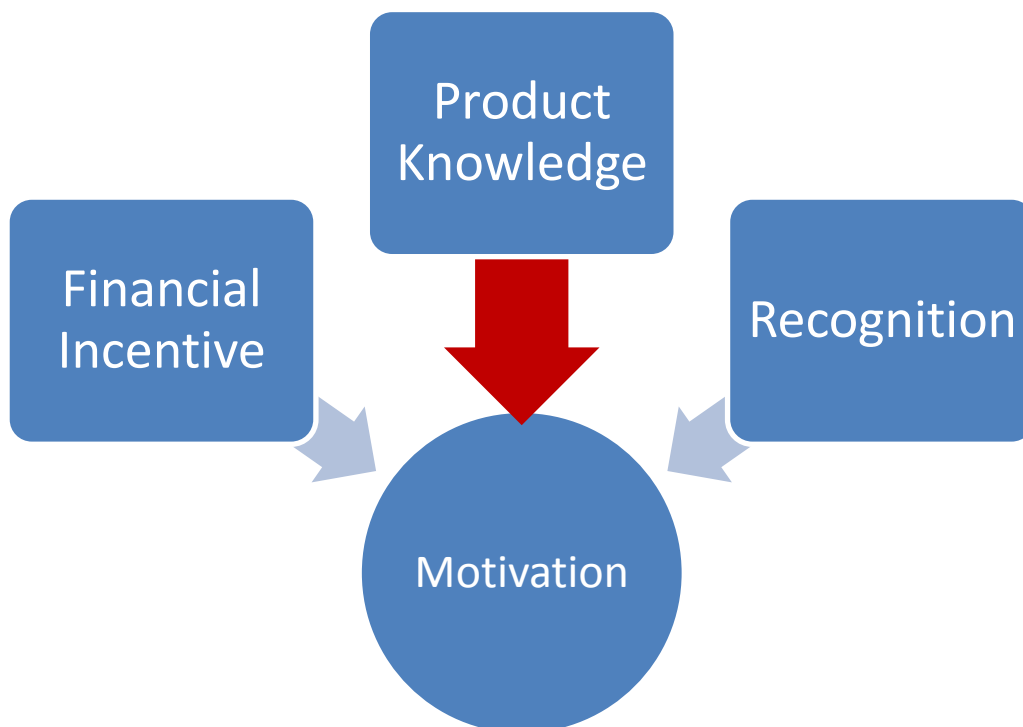 Product
Knowledge
Financial
Incentive
Recognition
Motivation